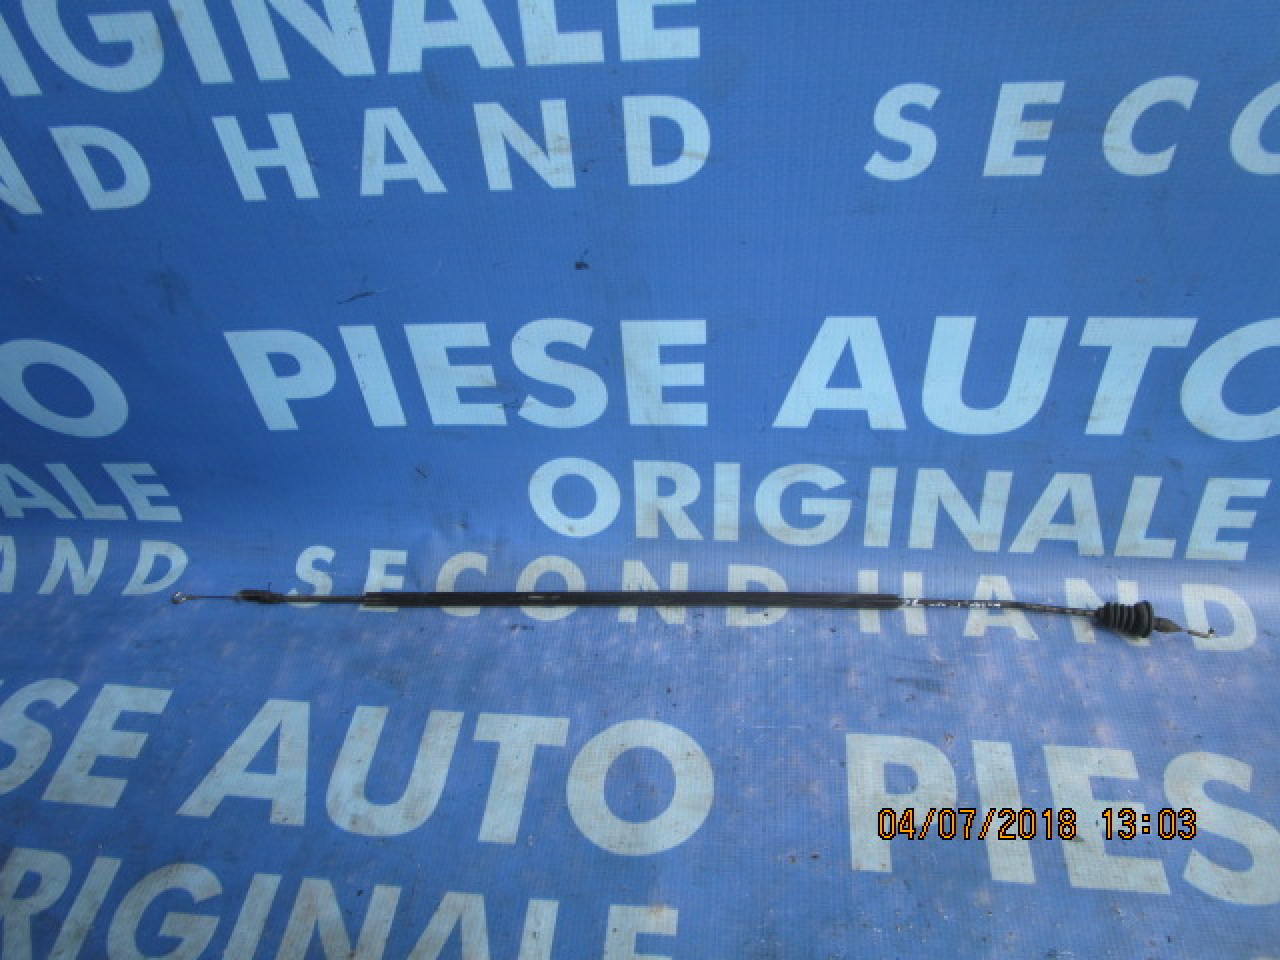 IGINALE
ND HAND SECO
O PIESE AUTO
ALE ORIGINALE
AND SECOND HAND
SE AUTO PIES
RIGINALE
04/07/2018 13:03